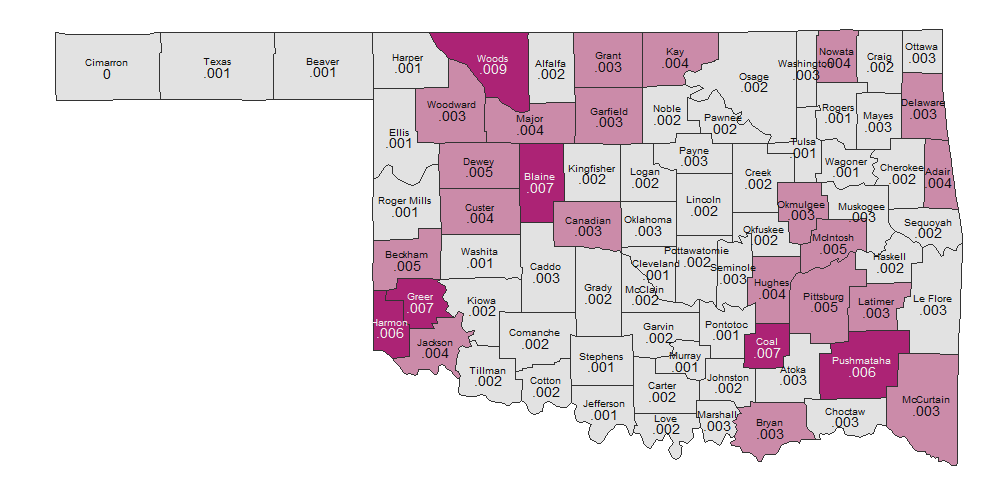 Cimarron
0
Texas
.001
Beaver
.001
Harper
.001
Woods
.009
Alfalfa
.002
Grant
.003
Kay
.004
Osage
.002
Washington
.003
Nowata
.004
Craig
.002
Ottawa
.003
Ellis
.001
Woodward
.003
Major
.004
Garfield
.003
Noble
.002
Pawnee
.002
Rogers
.001
Mayes
.003
Delaware
.003
Roger Mills
.001
Dewey
.005
Blaine
.007
Kingfisher
.002
Logan
.002
Payne
.003
Creek
.002
Tulsa
.001
Wagoner
.001
Cherokee
.002
Adair
.004
Custer
.004
Canadian
.003
Oklahoma
.003
Lincoln
.002
Okfuskee
.002
Okmulgee
.003
Muskogee
.003
Sequoyah
.002
Beckham
.005
Washita
.001
Caddo
.003
Grady
.002
Cleveland
.001
McClain
.002
Pottawatomie
.002
Seminole
.003
Hughes
.004
McIntosh
.005
Haskell
.002
Greer
.007
Kiowa
.002
Harmon
.006
Jackson
.004
Comanche
.002
Garvin
.002
Pontotoc
.001
Pittsburg
.005
Latimer
.003
Le Flore
.003
Tillman
.002
Cotton
.002
Stephens
.001
Murray
.001
Carter
.002
Johnston
.002
Coal
.007
Atoka
.003
Pushmataha
.006
Jefferson
.001
Love
.002
Marshall
.003
Bryan
.003
Choctaw
.003
McCurtain
.003